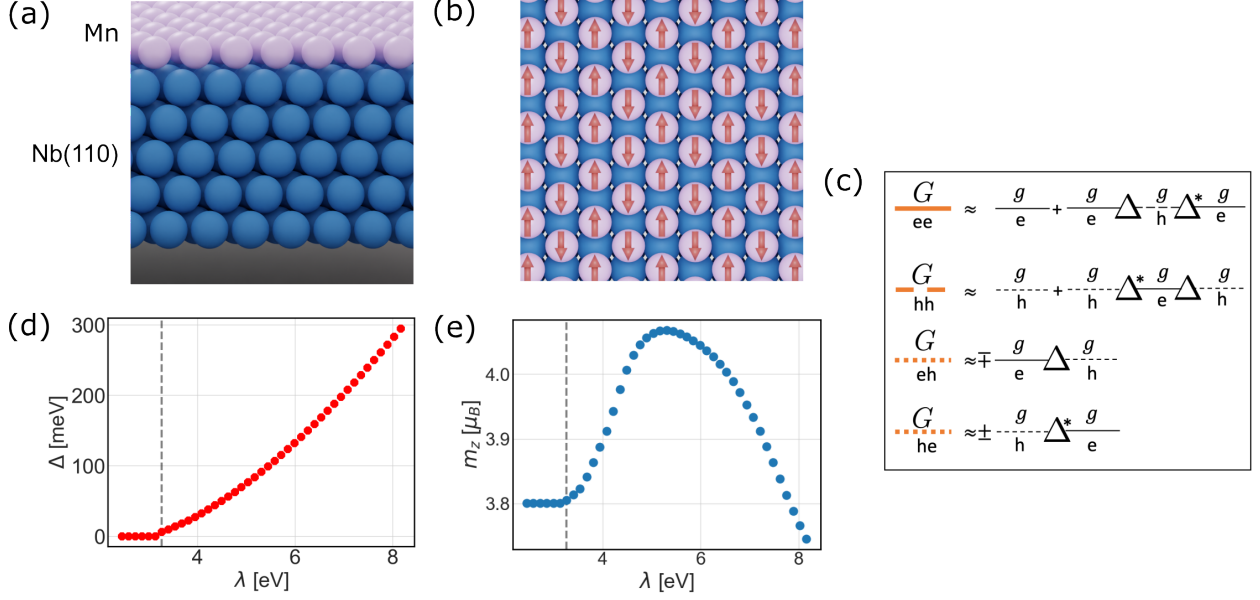 (a)
Mn
Nb(110)
(b)
(c)
G
ee
≈ g e + g e Δ g h Δ* g e
G
hh
≈ g h + g h Δ* g e Δ g h
G
eh
≈∓ g e Δ g h
G
he
≈± g h Δ* g e
(d)
300
200
100
0
Δ [meV]
4 6 8
λ [eV]
(e)
4.0
3.9
3.8
m_z [μ_B]
4 6 8
λ [eV]